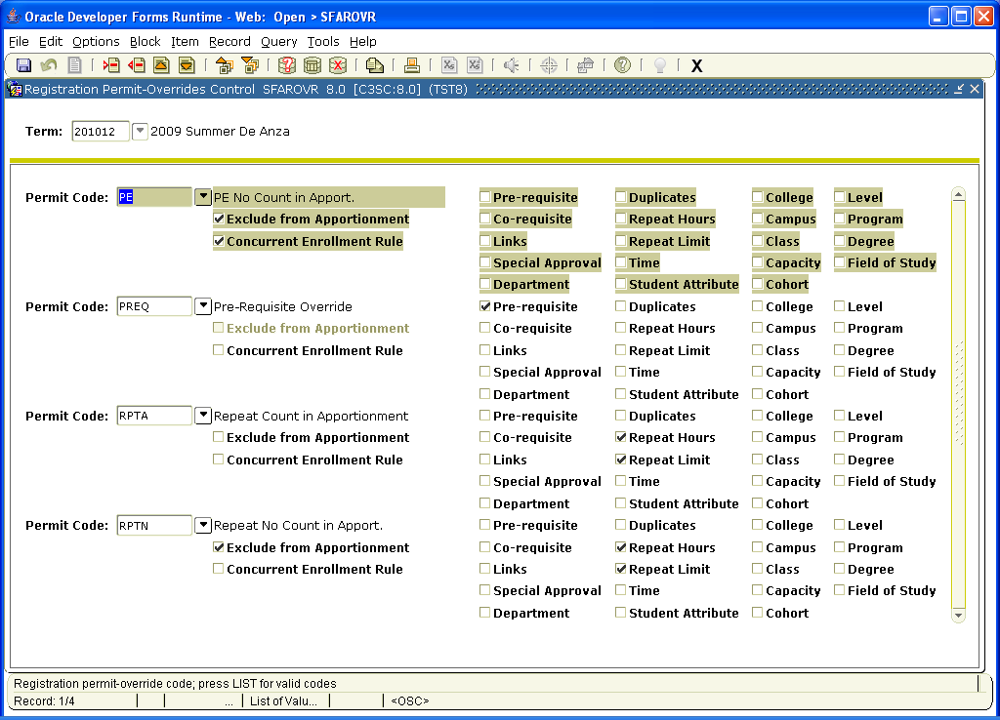 Oracle Developer Forms Runtime - Web: Open > SFAROVR
File Edit Options Block Item Record Query Tools Help
X
Registration Permit-Overrides Control SFAROVR 8.0 [C3SC:8.0] (TST8)
Term: 201012 2009 Summer De Anza
Permit Code: PE PE No Count in Apport. Pre-requisite Duplicates College Level
Exclude from Apportionment Co-requisite Repeat Hours Campus Program
Concurrent Enrollment Rule Links Repeat Limit Class Degree
Special Approval Time Capacity Field of Study
Department Student Attribute Cohort
Permit Code: PREQ Pre-Requisite Override Pre-requisite Duplicates College Level
Exclude from Apportionment Co-requisite Repeat Hours Campus Program
Concurrent Enrollment Rule Links Repeat Limit Class Degree
Special Approval Time Capacity Field of Study
Department Student Attribute Cohort
Permit Code: RPTA Repeat Count in Apportionment Pre-requisite Duplicates College Level
Exclude from Apportionment Co-requisite Repeat Hours Campus Program
Concurrent Enrollment Rule Links Repeat Limit Class Degree
Special Approval Time Capacity Field of Study
Department Student Attribute Cohort
Permit Code: RPTN Repeat No Count in Apport. Pre-requisite Duplicates College Level
Exclude from Apportionment Co-requisite Repeat Hours Campus Program
Concurrent Enrollment Rule Links Repeat Limit Class Degree
Special Approval Time Capacity Field of Study
Department Student Attribute Cohort
Registration permit-override code; press LIST for valid codes
Record: 1/4 ... List of Valu... <OSC>